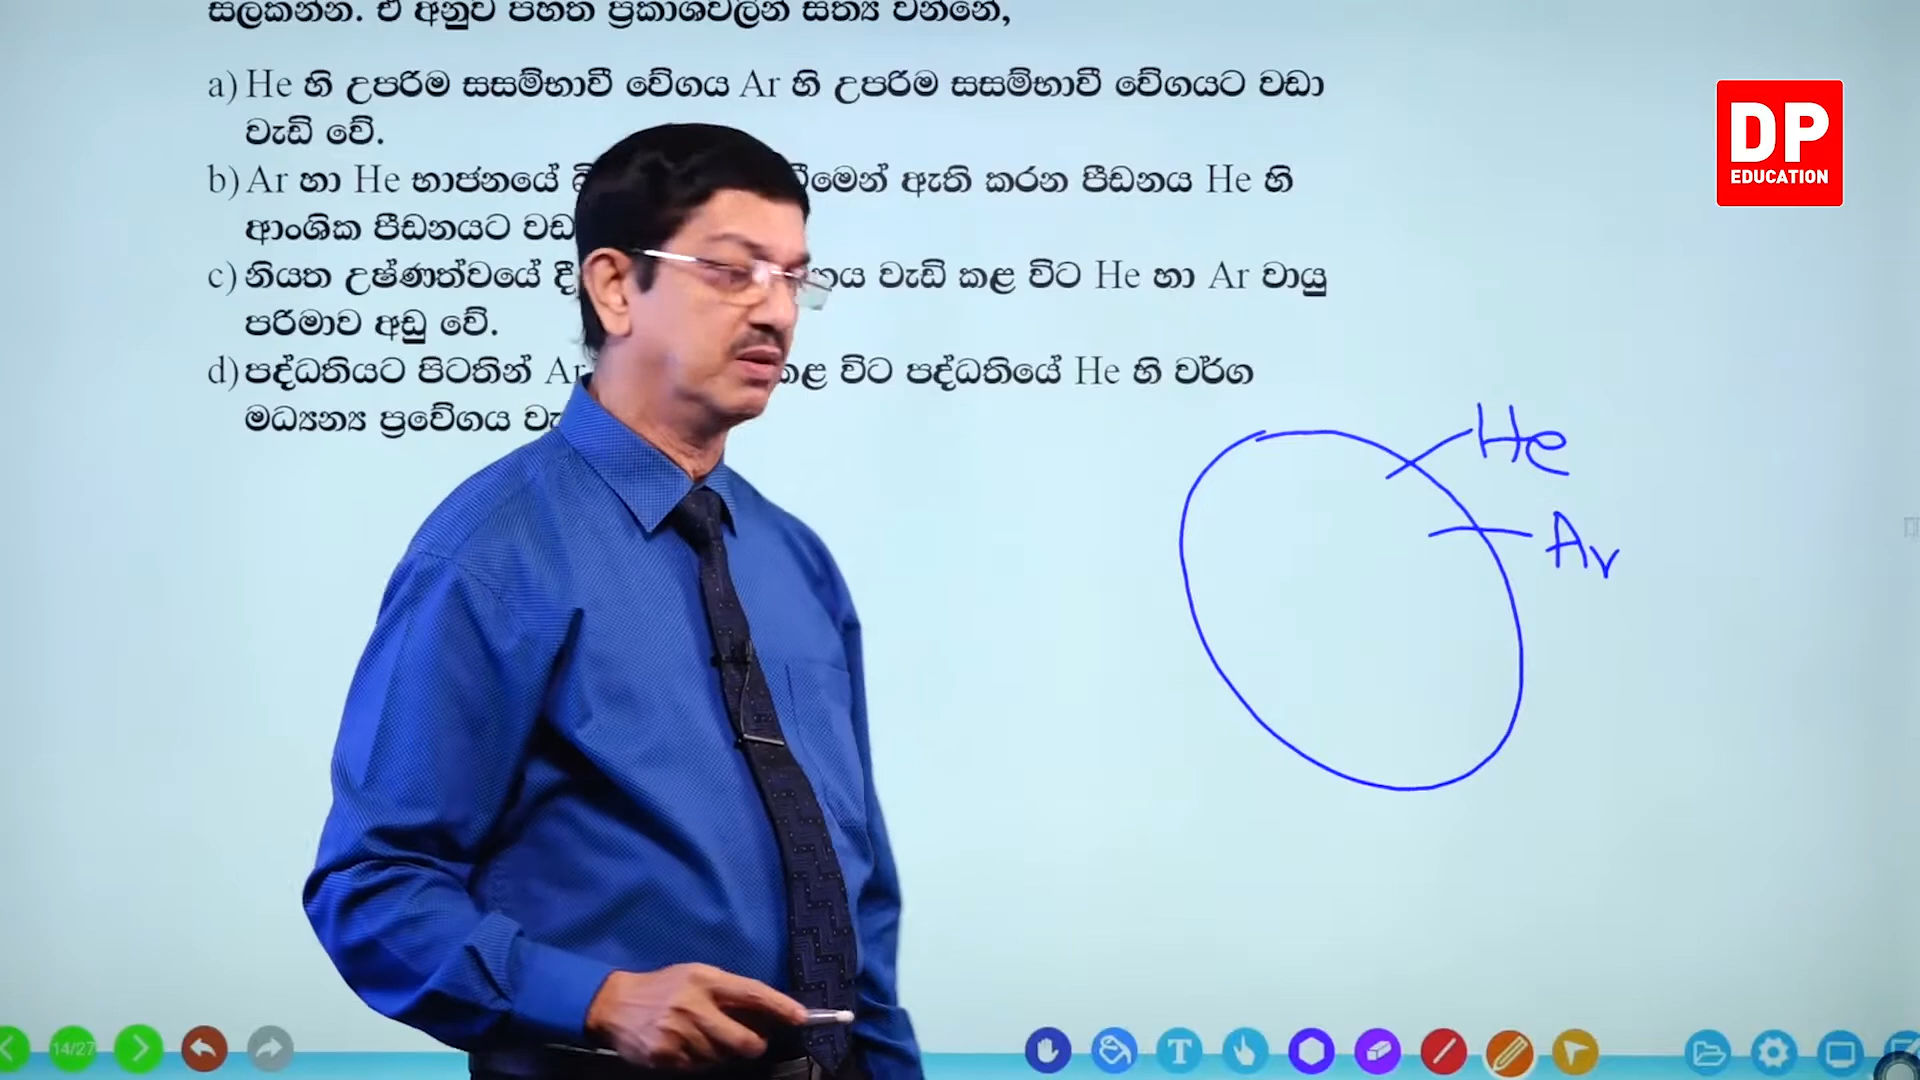 සලකන්න. ඒ අනුව පහත ප්‍රකාශවලින් සත්‍ය වන්නේ,
a) He හි උපරිම සසම්භාවී වේගය Ar හි උපරිම සසම්භාවී වේගයට වඩා
වැඩි වේ.
DP
EDUCATION
b) Ar හා He භාජනයේ ඇති කරන පීඩනය He හි
ආංශික පීඩනයට
c) නියත උෂ්ණත්වයේ වැඩි කළ විට He හා Ar වායු
පරිමාව අඩු වේ.
d) පද්ධතියට පිටතින් Ar කළ විට පද්ධතියේ He හි වර්ග
මධ්‍යන්‍ය ප්‍රවේගය
He
Ar
14/27
T